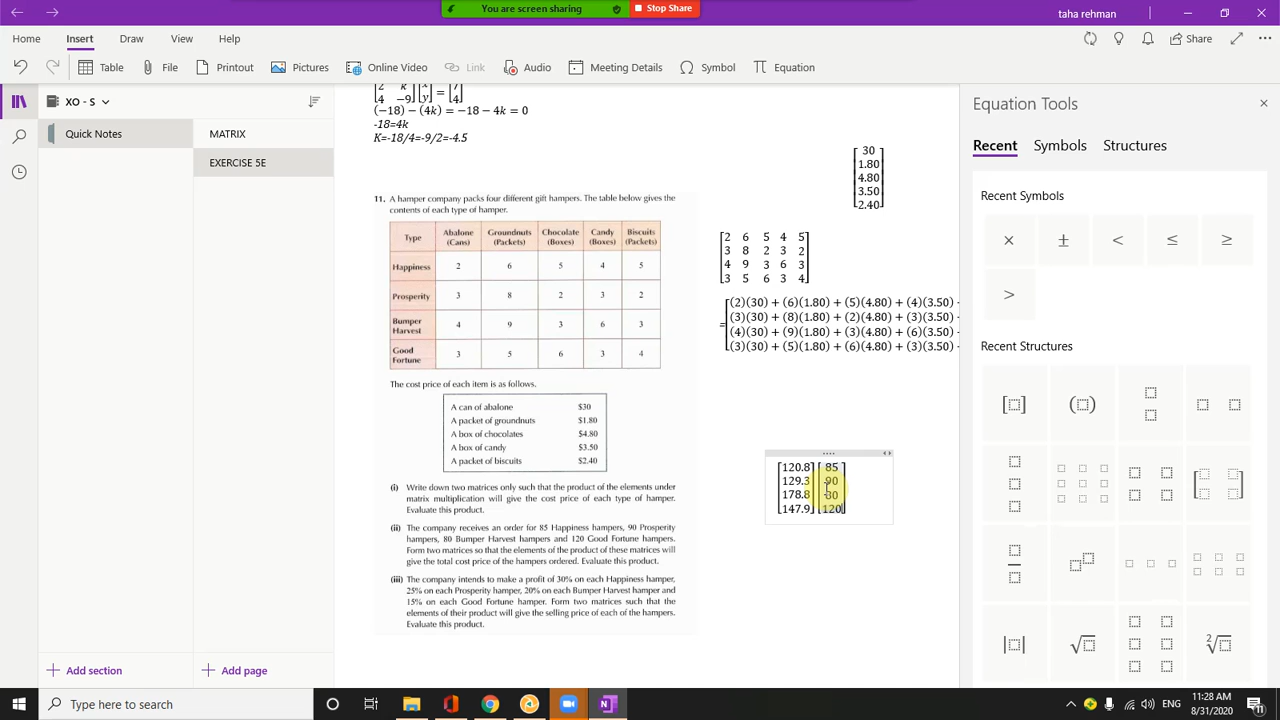 You are screen sharing
Stop Share
taha rehman
Home
Insert
Draw
View
Help
Share
Table
File
Printout
Pictures
Online Video
Link
Audio
Meeting Details
Symbol
Equation
XO - S
Quick Notes
MATRIX
EXERCISE 5E
[2 k][x] = [7]
[4 −9][y] [4]
(−18) − (4k) = −18 − 4k = 0
-18=4k
K=-18/4=-9/2=-4.5
11. A hamper company packs four different gift hampers. The table below gives the
contents of each type of hamper.
Type Abalone (Cans) Groundnuts (Packets) Chocolate (Boxes) Candy (Boxes) Biscuits (Packets)
Happiness 2 6 5 4 5
Prosperity 3 8 2 3 2
Bumper Harvest 4 9 3 6 3
Good Fortune 3 5 6 3 4
The cost price of each item is as follows.
A can of abalone $30
A packet of groundnuts $1.80
A box of chocolates $4.80
A box of candy $3.50
A packet of biscuits $2.40
(i) Write down two matrices only such that the product of the elements under
matrix multiplication will give the cost price of each type of hamper.
Evaluate this product.
(ii) The company receives an order for 85 Happiness hampers, 90 Prosperity
hampers, 80 Bumper Harvest hampers and 120 Good Fortune hampers.
Form two matrices so that the elements of the product of these matrices will
give the total cost price of the hampers ordered. Evaluate this product.
(iii) The company intends to make a profit of 30% on each Happiness hamper,
25% on each Prosperity hamper, 20% on each Bumper Harvest hamper and
15% on each Good Fortune hamper. Form two matrices such that the
elements of their product will give the selling price of each of the hampers.
Evaluate this product.
30
1.80
4.80
3.50
2.40
2 6 5 4 5
3 8 2 3 2
4 9 3 6 3
3 5 6 3 4
(2)(30) + (6)(1.80) + (5)(4.80) + (4)(3.50)
(3)(30) + (8)(1.80) + (2)(4.80) + (3)(3.50)
= (4)(30) + (9)(1.80) + (3)(4.80) + (6)(3.50)
(3)(30) + (5)(1.80) + (6)(4.80) + (3)(3.50)
[120.8] [85]
[129.3] [90]
[178.8] [30]
[147.9] [120]
Equation Tools
Recent
Symbols
Structures
Recent Symbols
× ± < ≤ ≥
>
Recent Structures
Add section
Add page
Type here to search
ENG
11:28 AM
8/31/2020
11